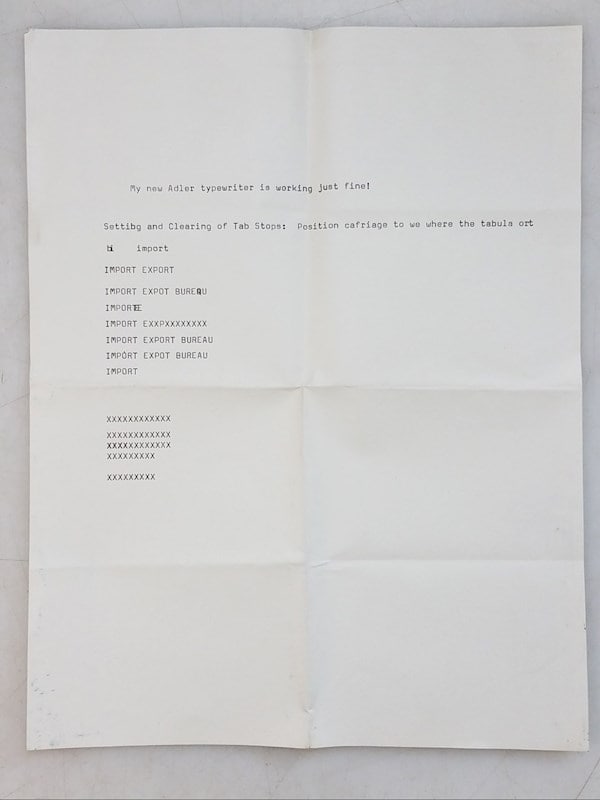 My new Adler typewriter is working just fine!
Settibg and Clearing of Tab Stops: Position cafriage to we where the tabula ort
import
IMPORT EXPORT
IMPORT EXPOT BUREAU
IMPORTE
IMPORT EXXPXXXXXXXX
IMPORT EXPORT BUREAU
IMPORT EXPOT BUREAU
IMPORT
XXXXXXXXXXXX
XXXXXXXXXXXX
XXXXXXXXXXXX
XXXXXXXXX
XXXXXXXXX